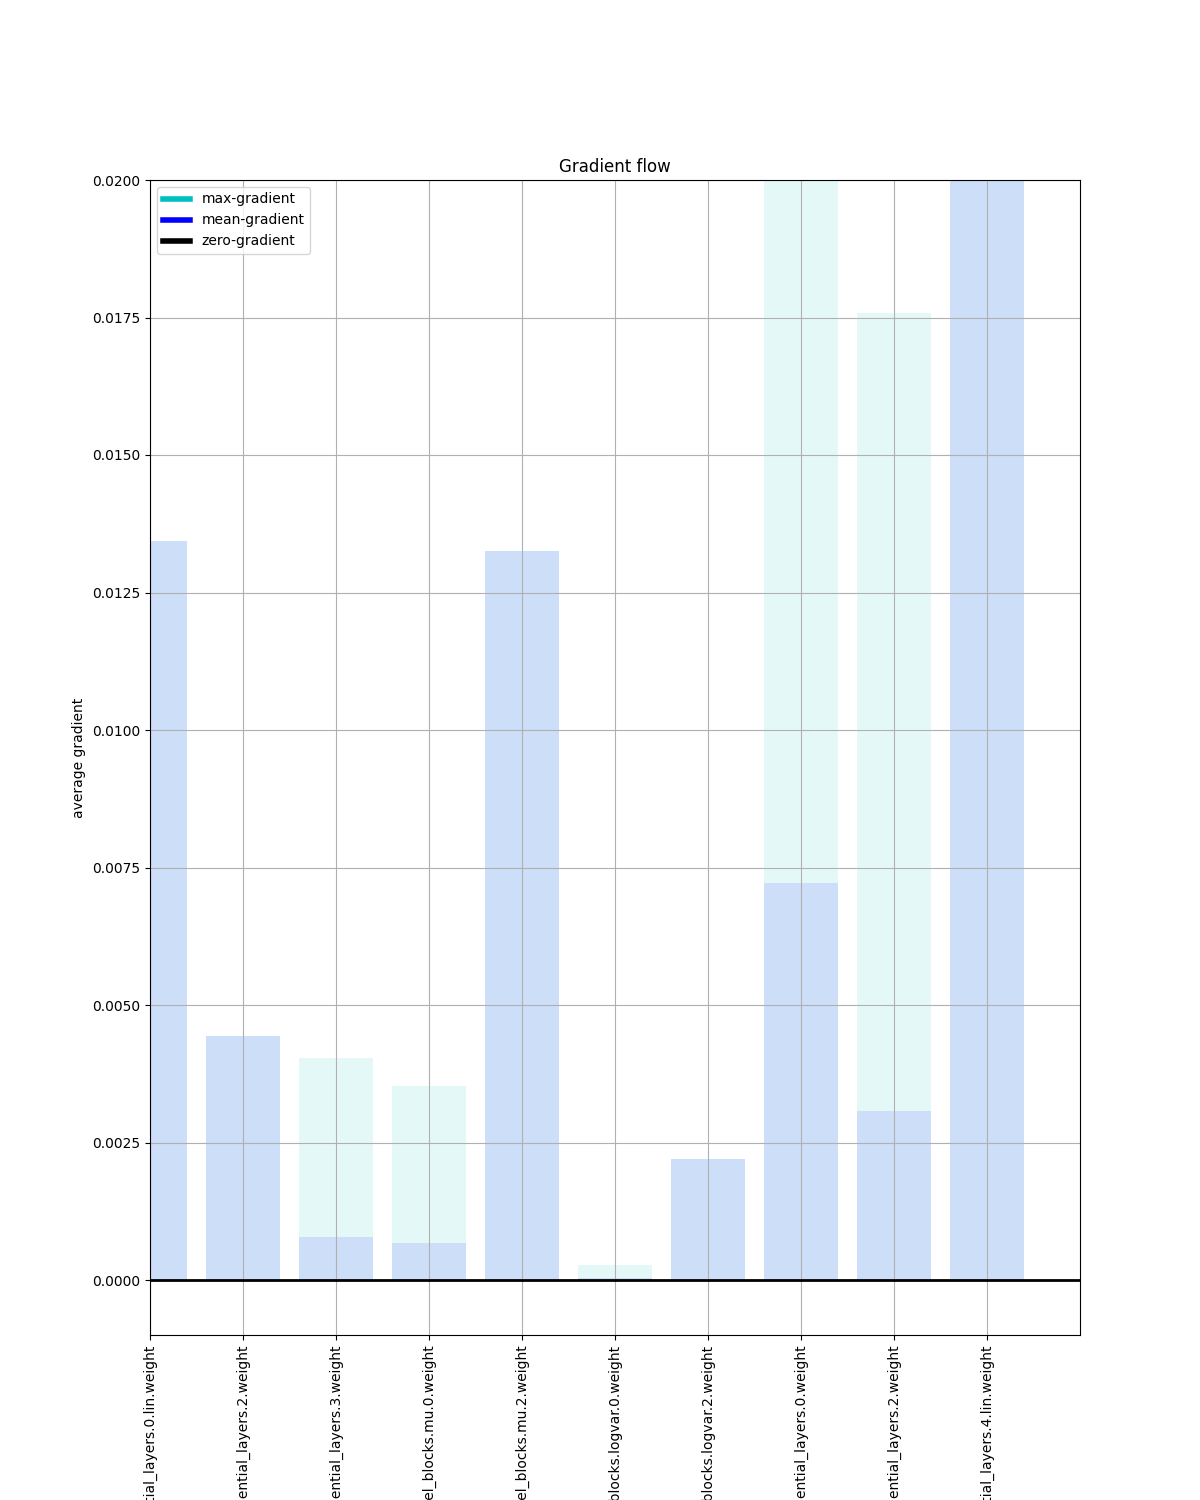 Gradient flow
max-gradient
mean-gradient
zero-gradient
0.0200
0.0175
0.0150
0.0125
0.0100
0.0075
0.0050
0.0025
0.0000
average gradient
tial_layers.0.lin.weight
ential_layers.2.weight
ential_layers.3.weight
el_blocks.mu.0.weight
el_blocks.mu.2.weight
blocks.logvar.0.weight
blocks.logvar.2.weight
ential_layers.0.weight
ential_layers.2.weight
tial_layers.4.lin.weight